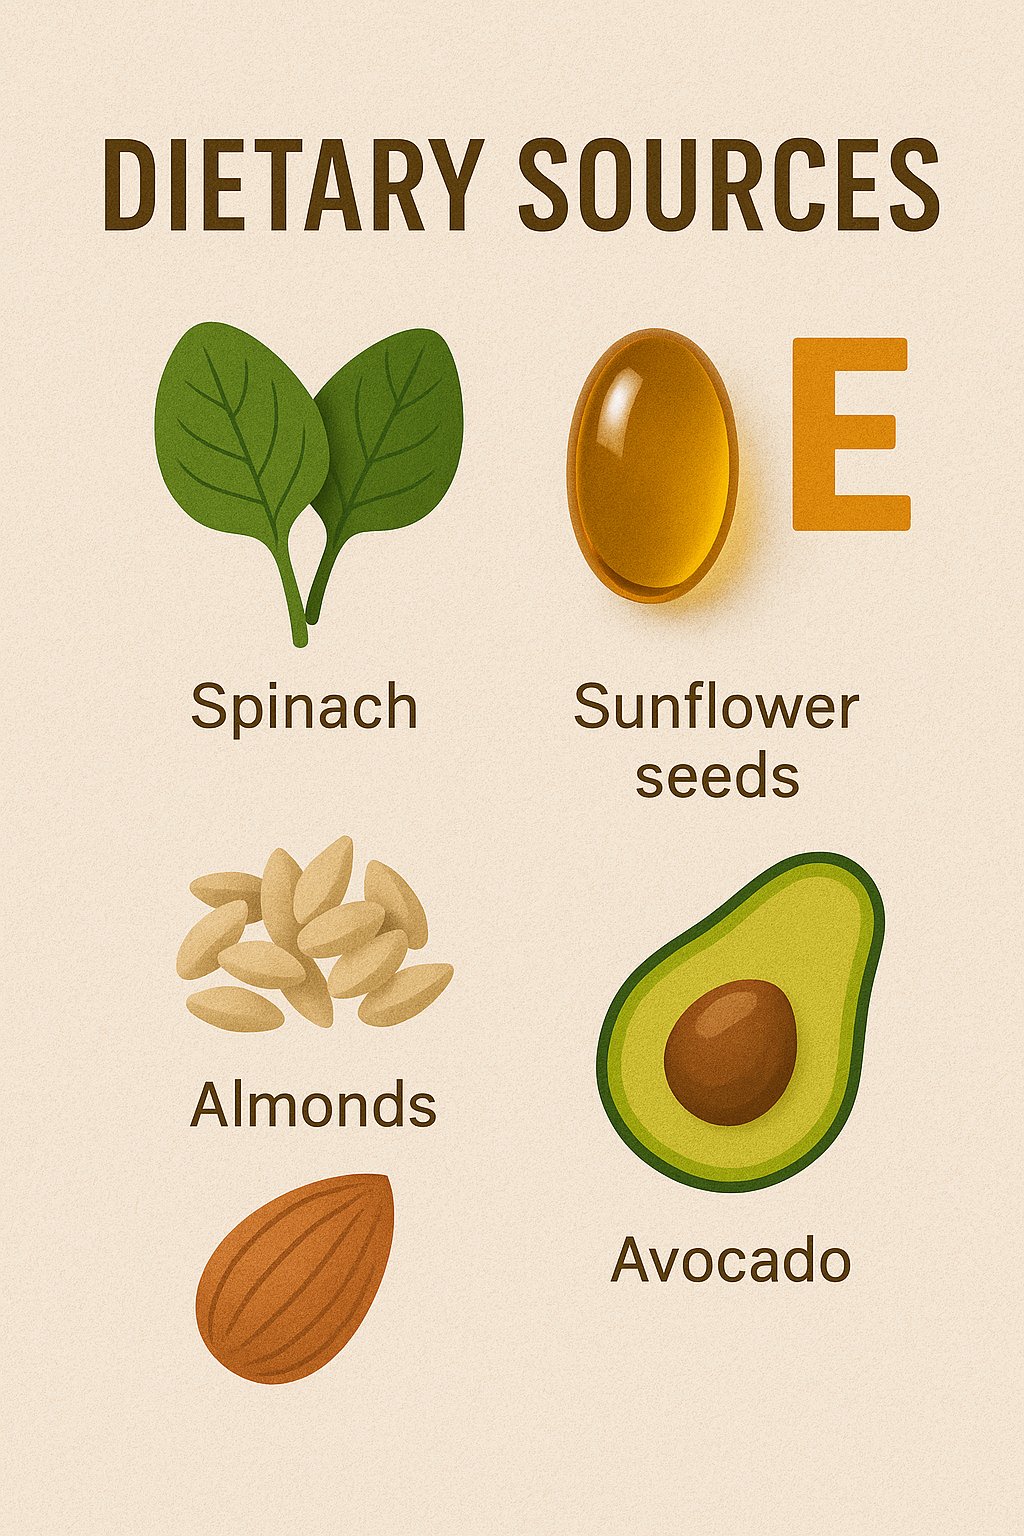 DIETARY SOURCES
E
Spinach
Sunflower
seeds
Almonds
Avocado